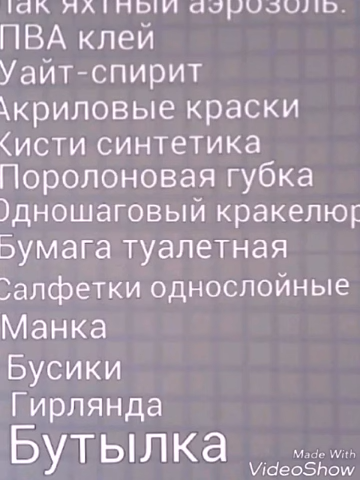 Лак яхтный аэрозоль.
ПВА клей
Уайт-спирит
Акриловые краски
Кисти синтетика
Поролоновая губка
Одношаговый кракелюр
Бумага туалетная
Салфетки однослойные
Манка
Бусики
Гирлянда
Бутылка
Made With
VideoShow